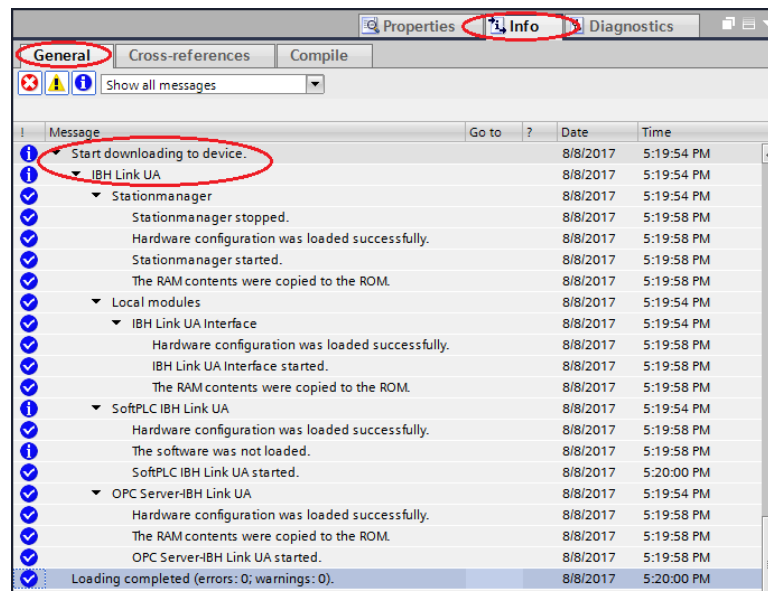 Properties Info Diagnostics
General Cross-references Compile
Show all messages
! Message Go to ? Date Time
Start downloading to device. 8/8/2017 5:19:54 PM
IBH Link UA 8/8/2017 5:19:54 PM
Stationmanager 8/8/2017 5:19:54 PM
Stationmanager stopped. 8/8/2017 5:19:58 PM
Hardware configuration was loaded successfully. 8/8/2017 5:19:58 PM
Stationmanager started. 8/8/2017 5:19:58 PM
The RAM contents were copied to the ROM. 8/8/2017 5:19:58 PM
Local modules 8/8/2017 5:19:54 PM
IBH Link UA Interface 8/8/2017 5:19:54 PM
Hardware configuration was loaded successfully. 8/8/2017 5:19:58 PM
IBH Link UA Interface started. 8/8/2017 5:19:58 PM
The RAM contents were copied to the ROM. 8/8/2017 5:19:58 PM
SoftPLC IBH Link UA 8/8/2017 5:19:54 PM
Hardware configuration was loaded successfully. 8/8/2017 5:19:58 PM
The software was not loaded. 8/8/2017 5:19:58 PM
SoftPLC IBH Link UA started. 8/8/2017 5:20:00 PM
OPC Server-IBH Link UA 8/8/2017 5:19:54 PM
Hardware configuration was loaded successfully. 8/8/2017 5:19:58 PM
The RAM contents were copied to the ROM. 8/8/2017 5:19:58 PM
OPC Server-IBH Link UA started. 8/8/2017 5:19:58 PM
Loading completed (errors: 0; warnings: 0). 8/8/2017 5:20:00 PM